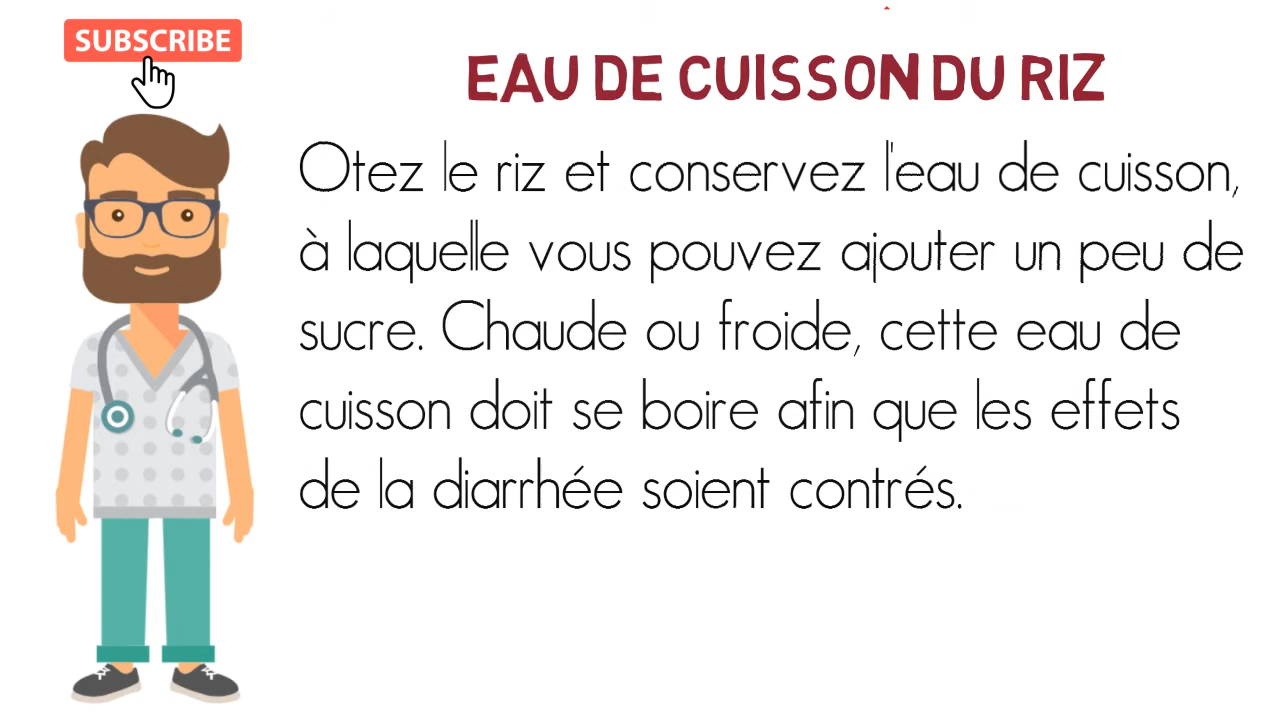 SUBSCRIBE
EAU DE CUISSON DU RIZ
Otez le riz et conservez l'eau de cuisson,
à laquelle vous pouvez ajouter un peu de
sucre. Chaude ou froide, cette eau de
cuisson doit se boire afin que les effets
de la diarrhée soient contrés.